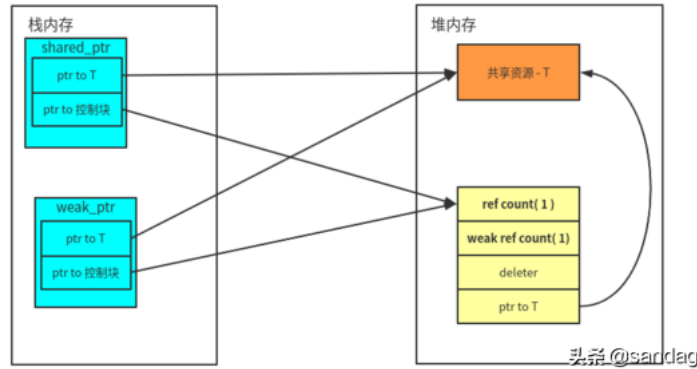 栈内存
shared_ptr
ptr to T
ptr to 控制块
weak_ptr
ptr to T
ptr to 控制块
堆内存
共享资源 - T
ref count( 1 )
weak ref count( 1)
deleter
ptr to T
头条 @sandag